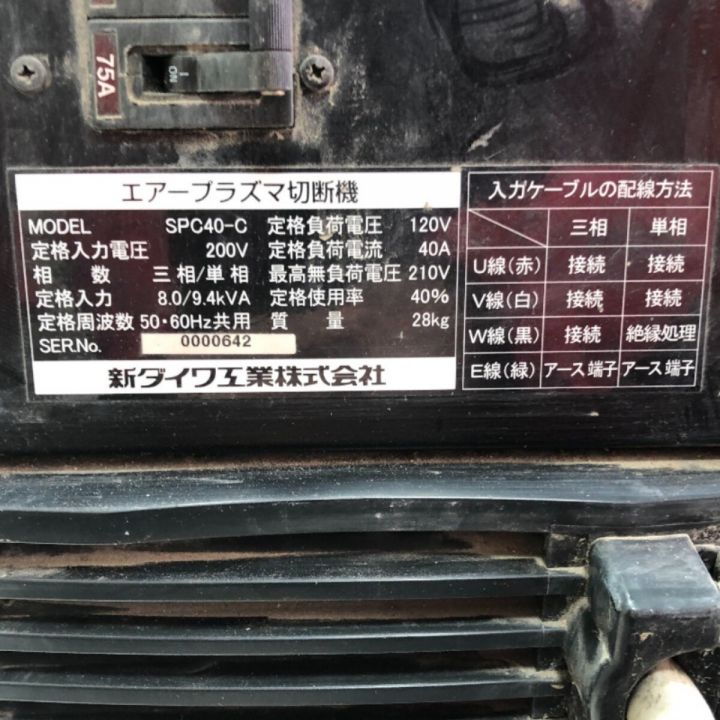 75A
ON
エアープラズマ切断機
MODEL SPC40-C 定格負荷電圧 120V
定格入力電圧 200V 定格負荷電流 40A
相数 三相/単相 最高無負荷電圧 210V
定格入力 8.0/9.4kVA 定格使用率 40%
定格周波数 50・60Hz共用 質量 28kg
SER.No. 0000642
新ダイワ工業株式会社
入力ケーブルの配線方法
三相 単相
U線(赤) 接続 接続
V線(白) 接続 接続
W線(黒) 接続 絶縁処理
E線(緑) アース端子 アース端子